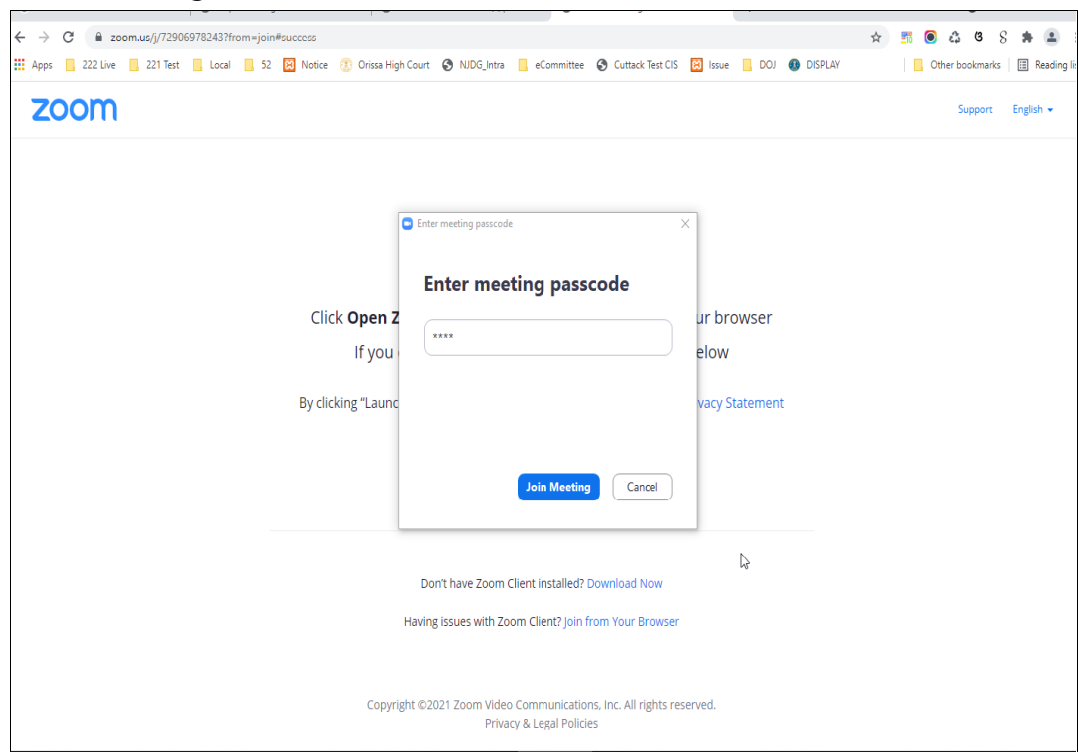 zoom.us/j/72906978243?from=join#success
Apps 222 Live 221 Test Local 52 Notice Orissa High Court NJDG_Intra eCommittee Cuttack Test CIS Issue DOJ DISPLAY Other bookmarks Reading lis
zoom Support English
Enter meeting passcode
Enter meeting passcode
Click Open Z ur browser
****
If you elow
By clicking “Launc vacy Statement
Join Meeting Cancel
Don't have Zoom Client installed? Download Now
Having issues with Zoom Client? Join from Your Browser
Copyright ©2021 Zoom Video Communications, Inc. All rights reserved.
Privacy & Legal Policies